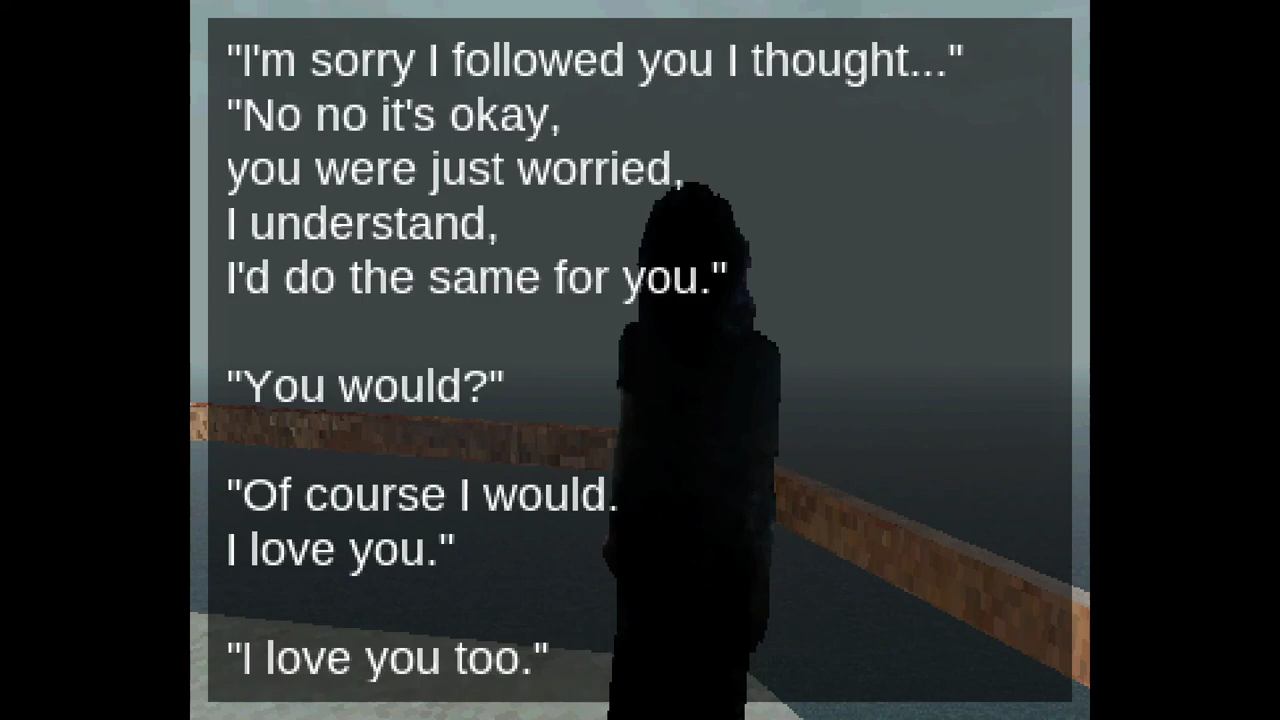 "I'm sorry I followed you I thought..."
"No no it's okay,
you were just worried,
I understand,
I'd do the same for you."
"You would?"
"Of course I would.
I love you."
"I love you too."